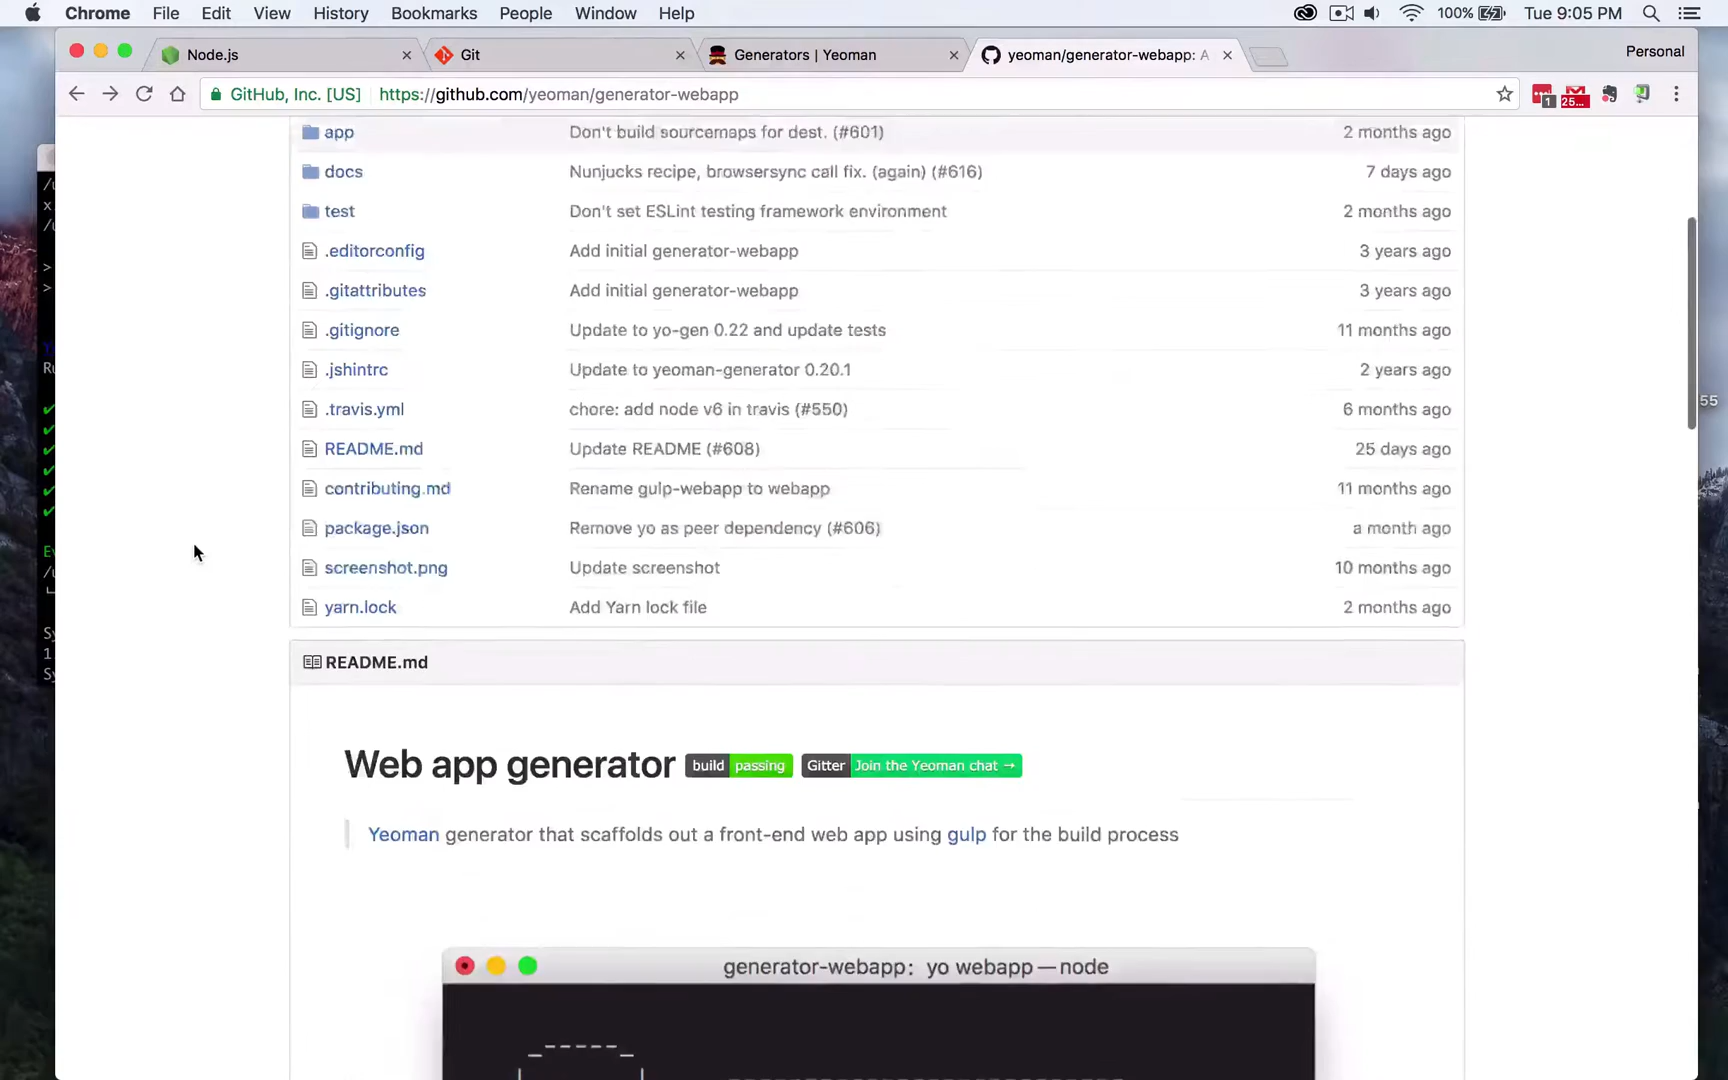 Chrome File Edit View History Bookmarks People Window Help 100% Tue 9:05 PM
Node.js Git Generators | Yeoman yeoman/generator-webapp: A Personal
GitHub, Inc. [US] https://github.com/yeoman/generator-webapp 1 25...
app Don't build sourcemaps for dest. (#601) 2 months ago
docs Nunjucks recipe, browsersync call fix. (again) (#616) 7 days ago
test Don't set ESLint testing framework environment 2 months ago
.editorconfig Add initial generator-webapp 3 years ago
.gitattributes Add initial generator-webapp 3 years ago
.gitignore Update to yo-gen 0.22 and update tests 11 months ago
.jshintrc Update to yeoman-generator 0.20.1 2 years ago
.travis.yml chore: add node v6 in travis (#550) 6 months ago
README.md Update README (#608) 25 days ago
contributing.md Rename gulp-webapp to webapp 11 months ago
package.json Remove yo as peer dependency (#606) a month ago
screenshot.png Update screenshot 10 months ago
yarn.lock Add Yarn lock file 2 months ago
README.md
Web app generator build passing Gitter Join the Yeoman chat →
Yeoman generator that scaffolds out a front-end web app using gulp for the build process
generator-webapp: yo webapp — node